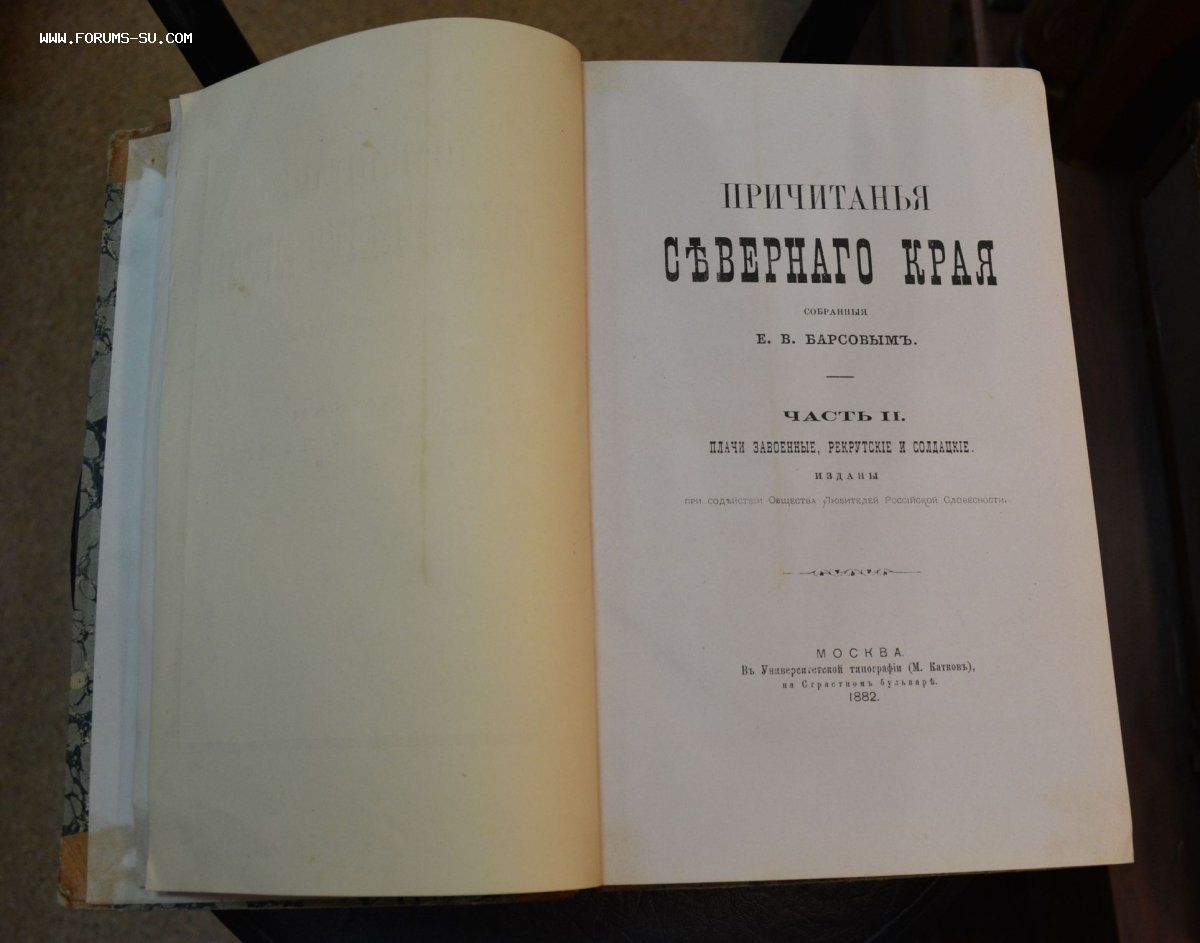 WWW.FORUMS-SU.COM
ПРИЧИТАНЬЯ
СѢВЕРНАГО КРАЯ
СОБРАННЫЯ
Е. В. БАРСОВЫМЪ.
ЧАСТЬ II.
ПЛАЧИ ЗАВОЕННЫЕ, РЕКРУТСКІЕ И СОЛДАЦКІЕ.
ИЗДАНЫ
ПРИ СОДѢЙСТВІИ ОБЩЕСТВА ЛЮБИТЕЛЕЙ РОССІЙСКОЙ СЛОВЕСНОСТИ.
МОСКВА.
Въ Университетской типографіи (М. Катковъ),
на Страстномъ бульварѣ.
1882.